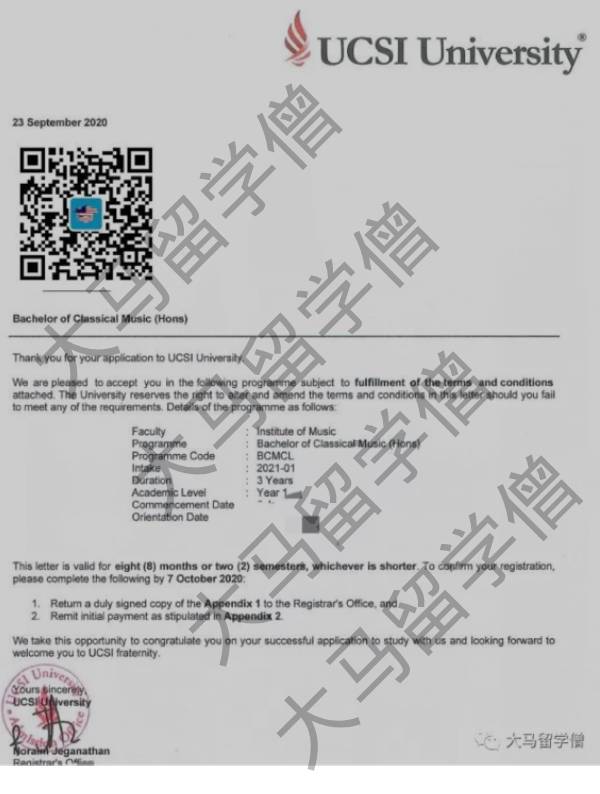 UCSI University®
23 September 2020
Bachelor of Classical Music (Hons)
Thank you for your application to UCSI University.
We are pleased to accept you in the following programme subject to fulfillment of the terms and conditions
attached. The University reserves the right to alter and amend the terms and conditions in this letter should you fail
to meet any of the requirements. Details of the programme as follows:
Faculty : Institute of Music
Programme : Bachelor of Classical Music (Hons)
Programme Code : BCMCL
Intake : 2021-01
Duration : 3 Years
Academic Level : Year 1
Commencement Date :
Orientation Date
This letter is valid for eight (8) months or two (2) semesters, whichever is shorter. To confirm your registration,
please complete the following by 7 October 2020:
1. Return a duly signed copy of the Appendix 1 to the Registrar's Office, and
2. Remit initial payment as stipulated in Appendix 2.
We take this opportunity to congratulate you on your successful application to study with us and looking forward to
welcome you to UCSI fraternity.
Yours sincerely,
UCSI University
UCSI University
Admission Office
Jeganathan
Registrar's Office
大马留学僧
大马留学僧
大马留学僧
大马留学僧
大马留学僧